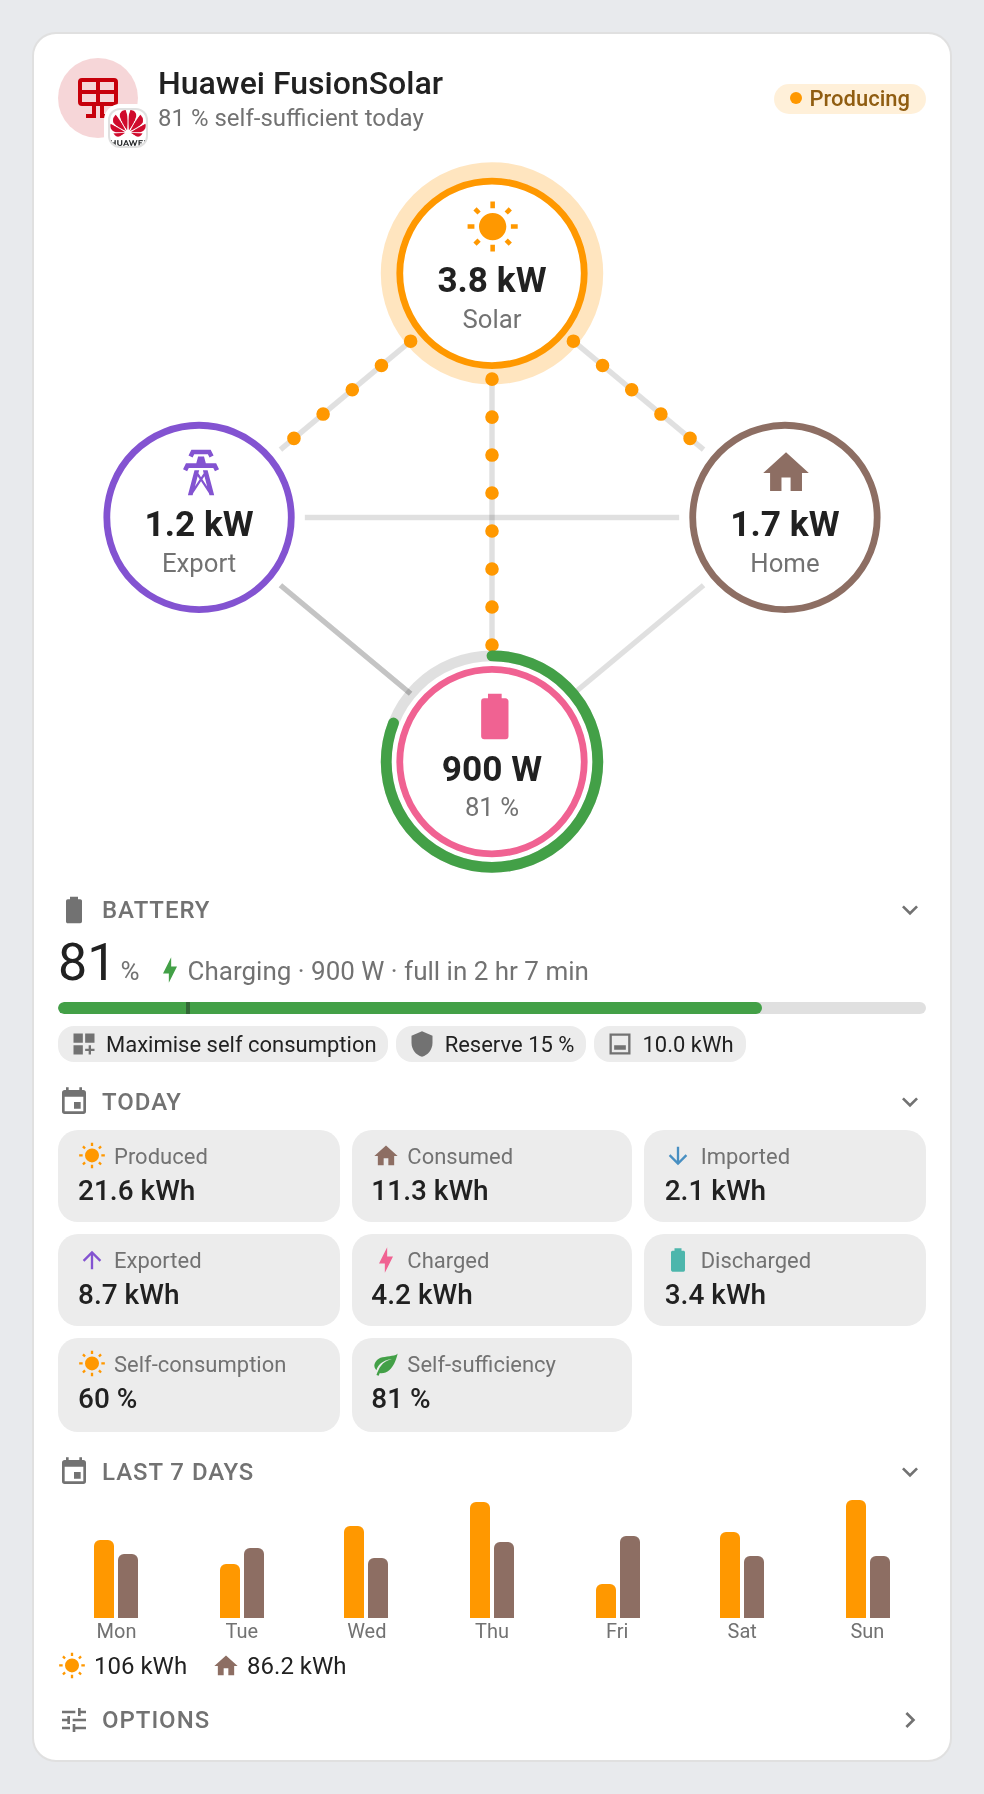 Huawei FusionSolar
81 % self-sufficient today
Producing
HUAWEI
3.8 kW
Solar
1.2 kW
Export
1.7 kW
Home
900 W
81 %
BATTERY
81 % Charging · 900 W · full in 2 hr 7 min
Maximise self consumption
Reserve 15 %
10.0 kWh
TODAY
Produced
21.6 kWh
Consumed
11.3 kWh
Imported
2.1 kWh
Exported
8.7 kWh
Charged
4.2 kWh
Discharged
3.4 kWh
Self-consumption
60 %
Self-sufficiency
81 %
LAST 7 DAYS
Mon Tue Wed Thu Fri Sat Sun
106 kWh 86.2 kWh
OPTIONS